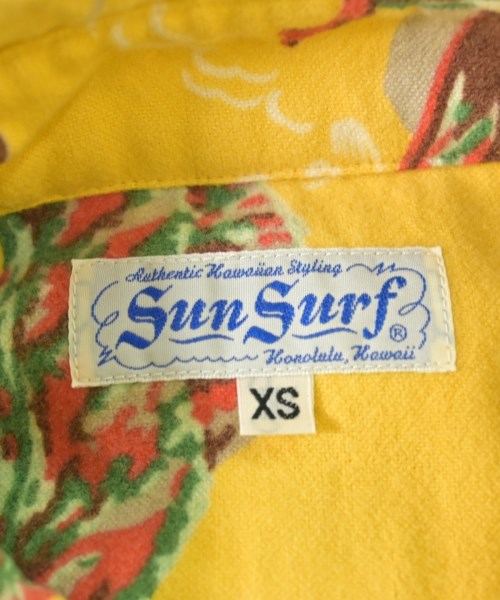 Authentic Hawaiian Styling
Sun Surf ®
Honolulu, Hawaii
XS